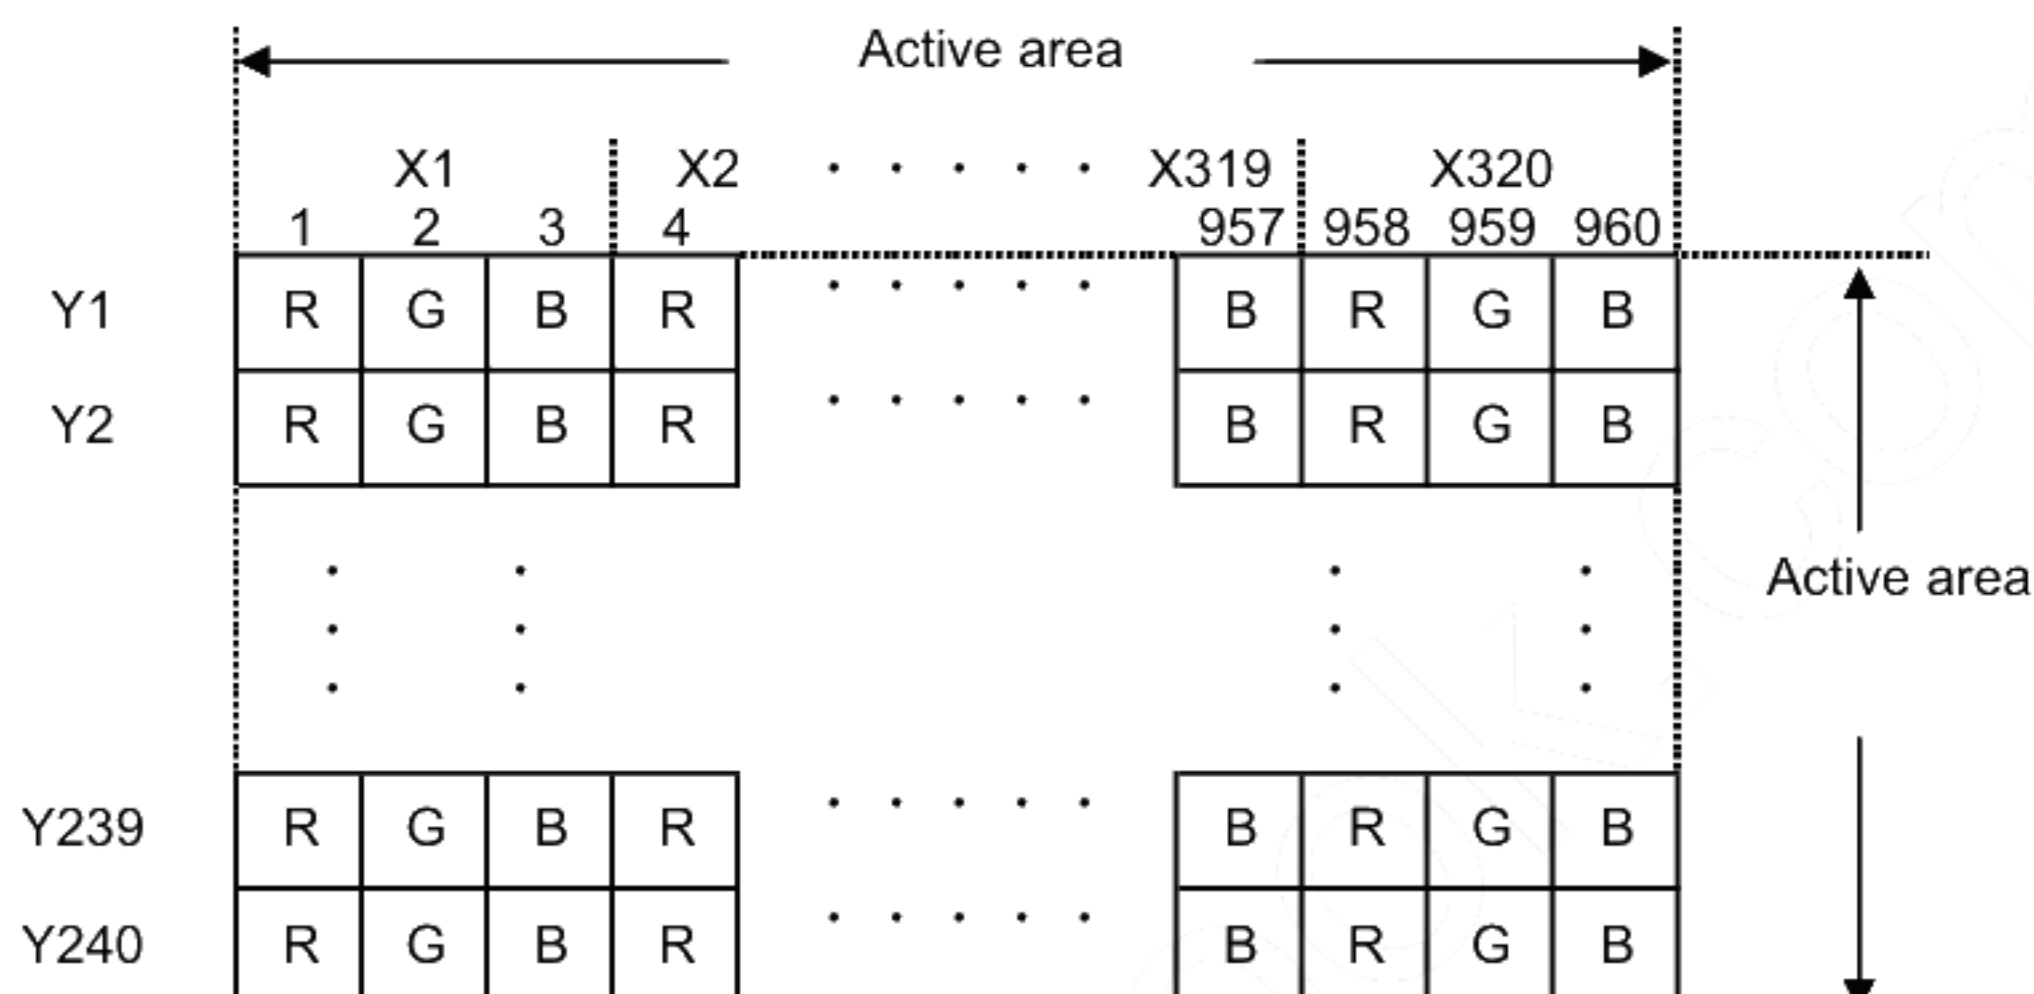 Active area
X1 X2 . . . . . X319 X320
1 2 3 4 957 958 959 960
Y1 R G B R . . . . . B R G B
Y2 R G B R . . . . . B R G B
Active area
Y239 R G B R . . . . . B R G B
Y240 R G B R . . . . . B R G B